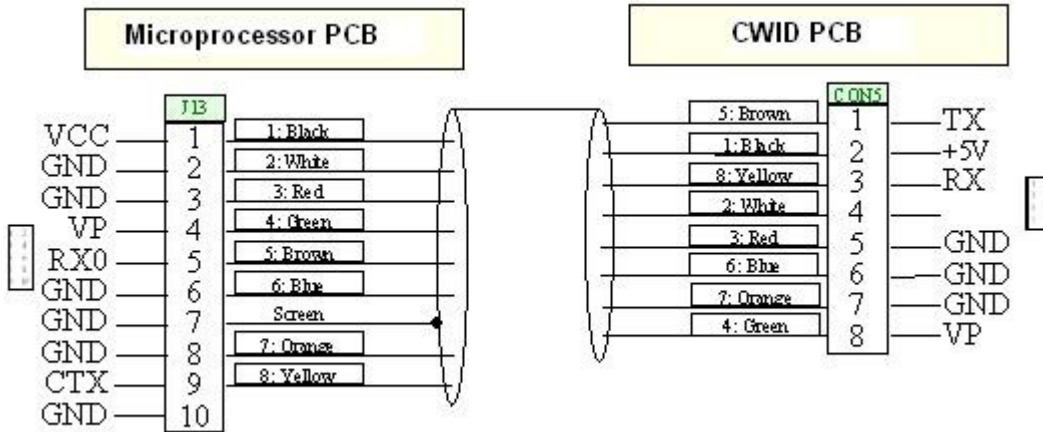 Microprocessor PCB
CWID PCB
J13
VCC 1 1: Black
GND 2 2: White
GND 3 3: Red
VP 4 4: Green
RX0 5 5: Brown
GND 6 6: Blue
GND 7 Screen
GND 8 7: Orange
CTX 9 8: Yellow
GND 10
CON5
5: Brown 1 TX
1: Black 2 +5V
8: Yellow 3 RX
2: White 4
3: Red 5 GND
6: Blue 6 GND
7: Orange 7 GND
4: Green 8 VP